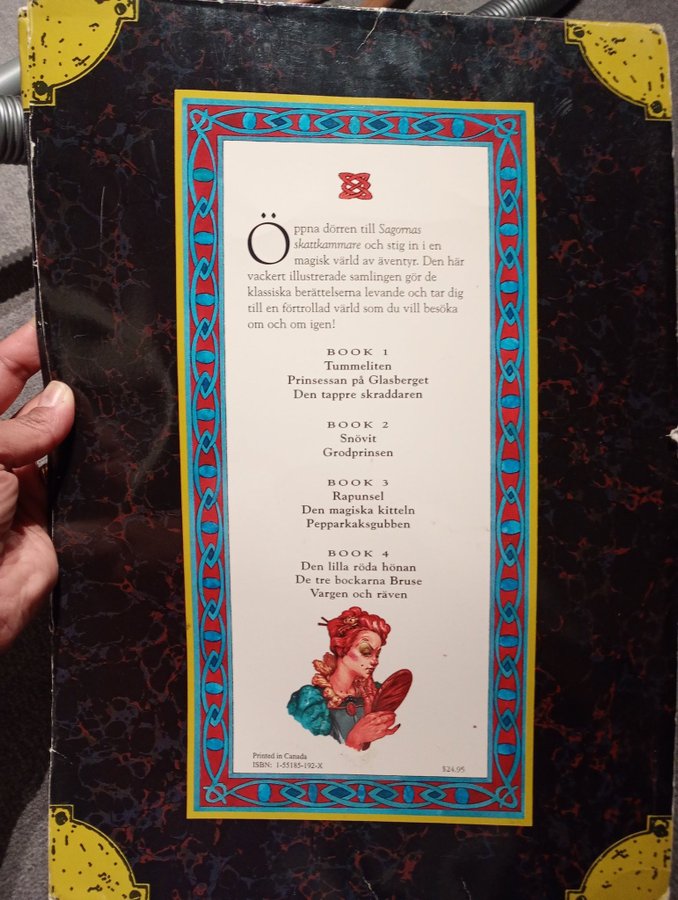 Öppna dörren till Sagornas
skattkammare och stig in i en
magisk värld av äventyr. Den här
vackert illustrerade samlingen gör de
klassiska berättelserna levande och tar dig
till en förtrollad värld som du vill besöka
om och om igen!
BOOK 1
Tummeliten
Prinsessan på Glasberget
Den tappre skraddaren
BOOK 2
Snövit
Grodprinsen
BOOK 3
Rapunsel
Den magiska kitteln
Pepparkaksgubben
BOOK 4
Den lilla röda hönan
De tre bockarna Bruse
Vargen och räven
Printed in Canada
ISBN: 1-55185-192-X
$24.95